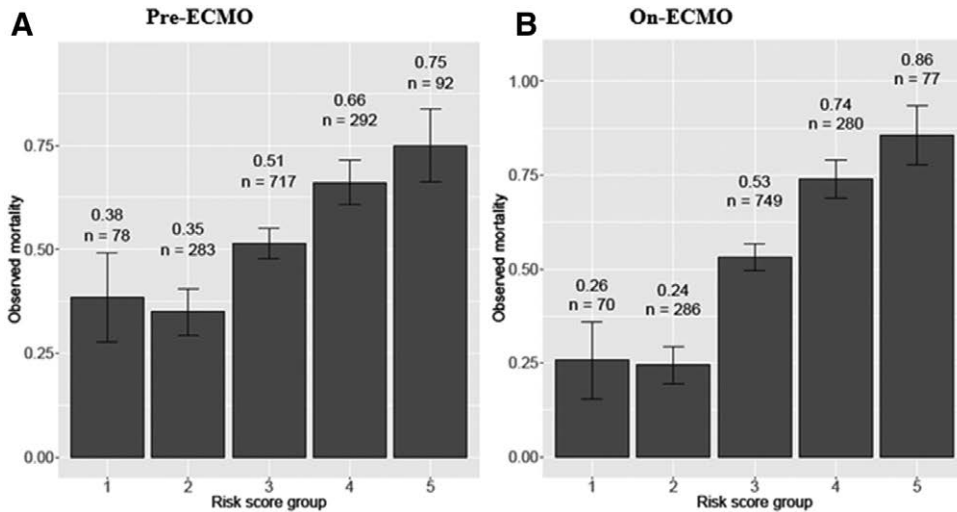 A
Pre-ECMO
Observed mortality
0.75
0.50
0.25
0.00
0.38
n = 78
0.35
n = 283
0.51
n = 717
0.66
n = 292
0.75
n = 92
1 2 3 4 5
Risk score group
B
On-ECMO
Observed mortality
1.00
0.75
0.50
0.25
0.00
0.26
n = 70
0.24
n = 286
0.53
n = 749
0.74
n = 280
0.86
n = 77
1 2 3 4 5
Risk score group